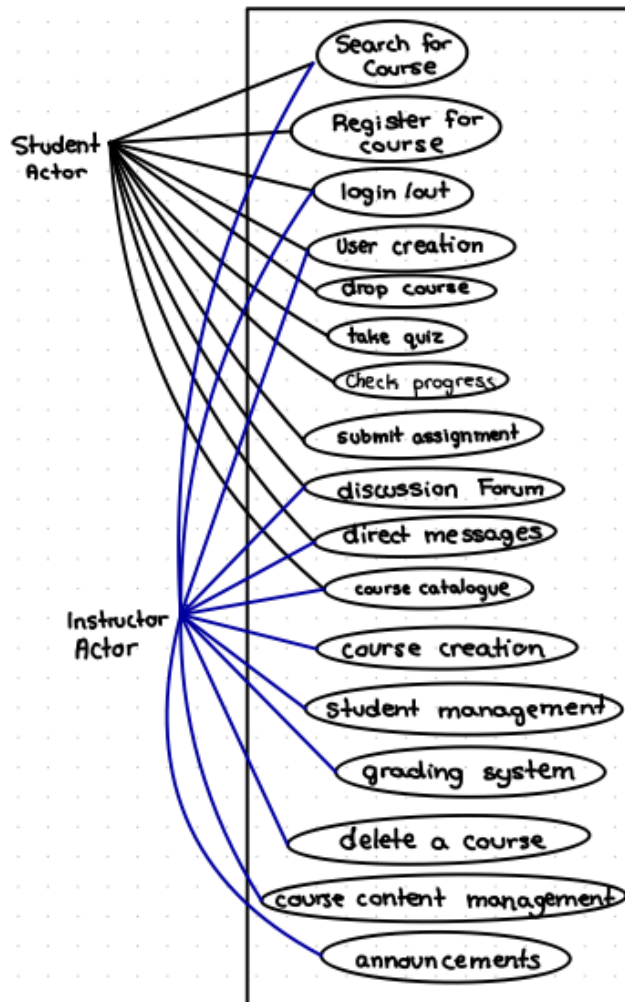 Search for
Course
Register for
course
Student
Actor
login/out
User creation
drop course
take quiz
Check progress
submit assignment
discussion Forum
direct messages
course catalogue
Instructor
Actor
course creation
student management
grading system
delete a course
course content management
announcements